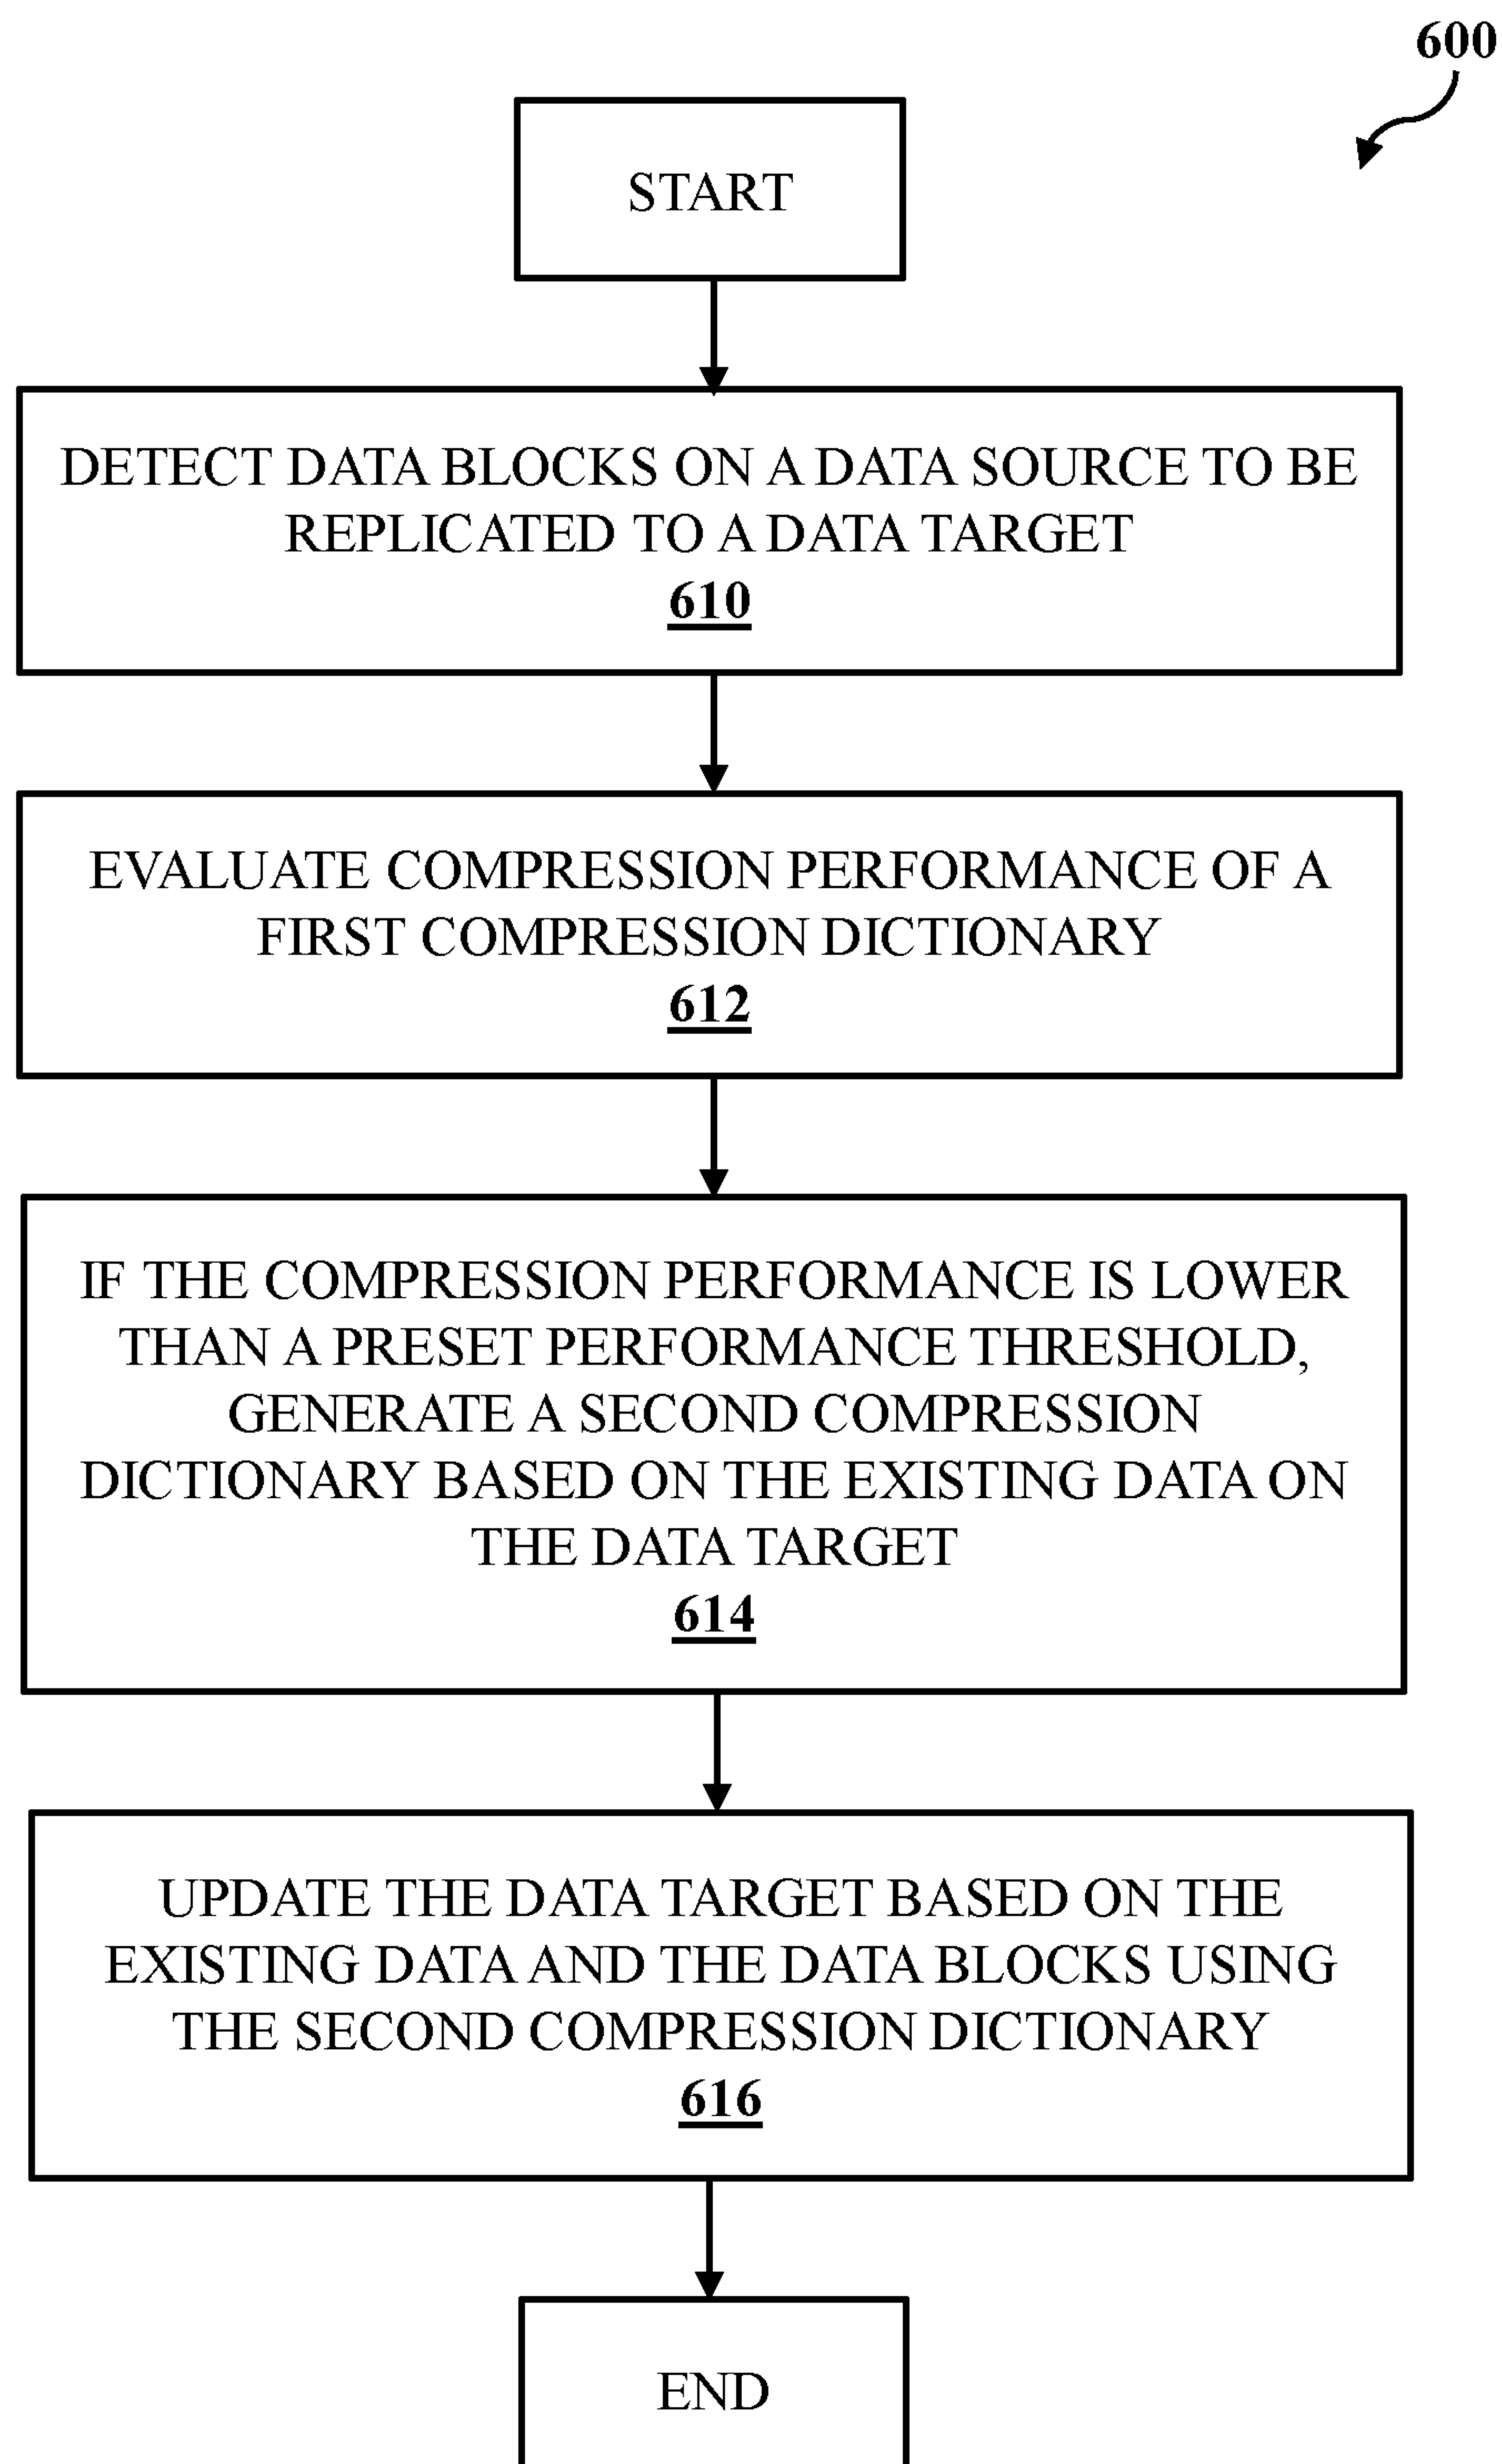 600
START
DETECT DATA BLOCKS ON A DATA SOURCE TO BE
REPLICATED TO A DATA TARGET
610
EVALUATE COMPRESSION PERFORMANCE OF A
FIRST COMPRESSION DICTIONARY
612
IF THE COMPRESSION PERFORMANCE IS LOWER
THAN A PRESET PERFORMANCE THRESHOLD,
GENERATE A SECOND COMPRESSION
DICTIONARY BASED ON THE EXISTING DATA ON
THE DATA TARGET
614
UPDATE THE DATA TARGET BASED ON THE
EXISTING DATA AND THE DATA BLOCKS USING
THE SECOND COMPRESSION DICTIONARY
616
END